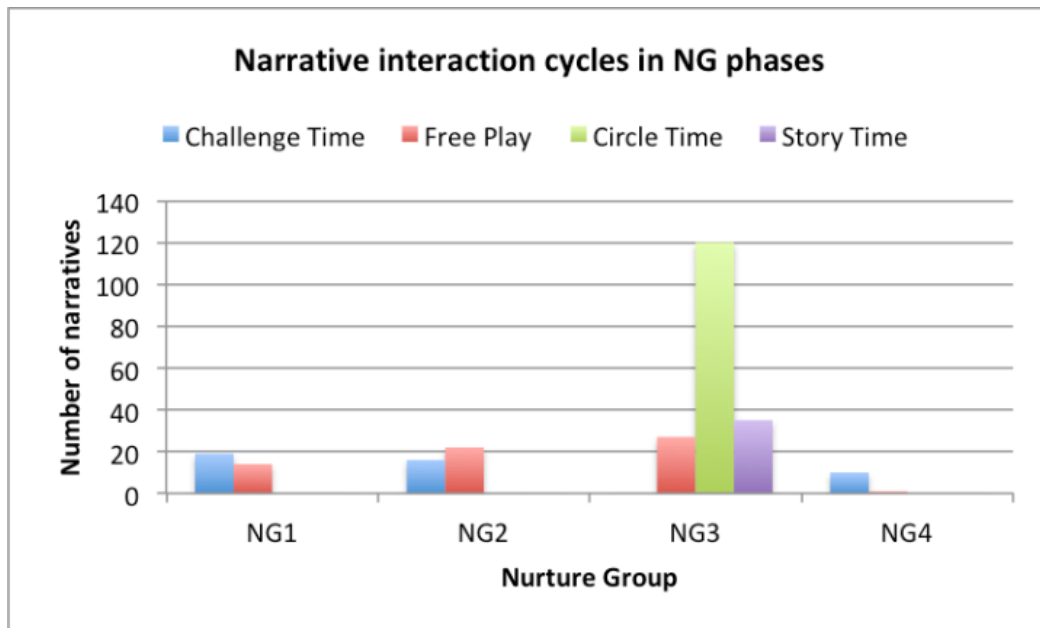 Narrative interaction cycles in NG phases
Challenge Time Free Play Circle Time Story Time
140
120
100
80
60
40
20
0
Number of narratives
NG1 NG2 NG3 NG4
Nurture Group